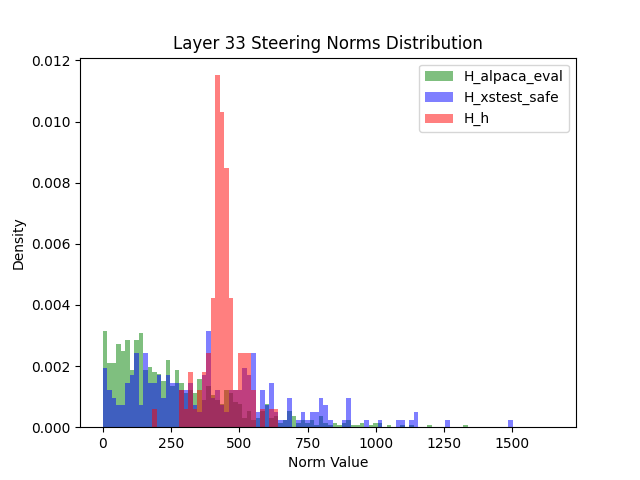 Layer 33 Steering Norms Distribution
H_alpaca_eval
H_xstest_safe
H_h
0.012
0.010
0.008
0.006
0.004
0.002
0.000
Density
0
250
500
750
1000
1250
1500
Norm Value